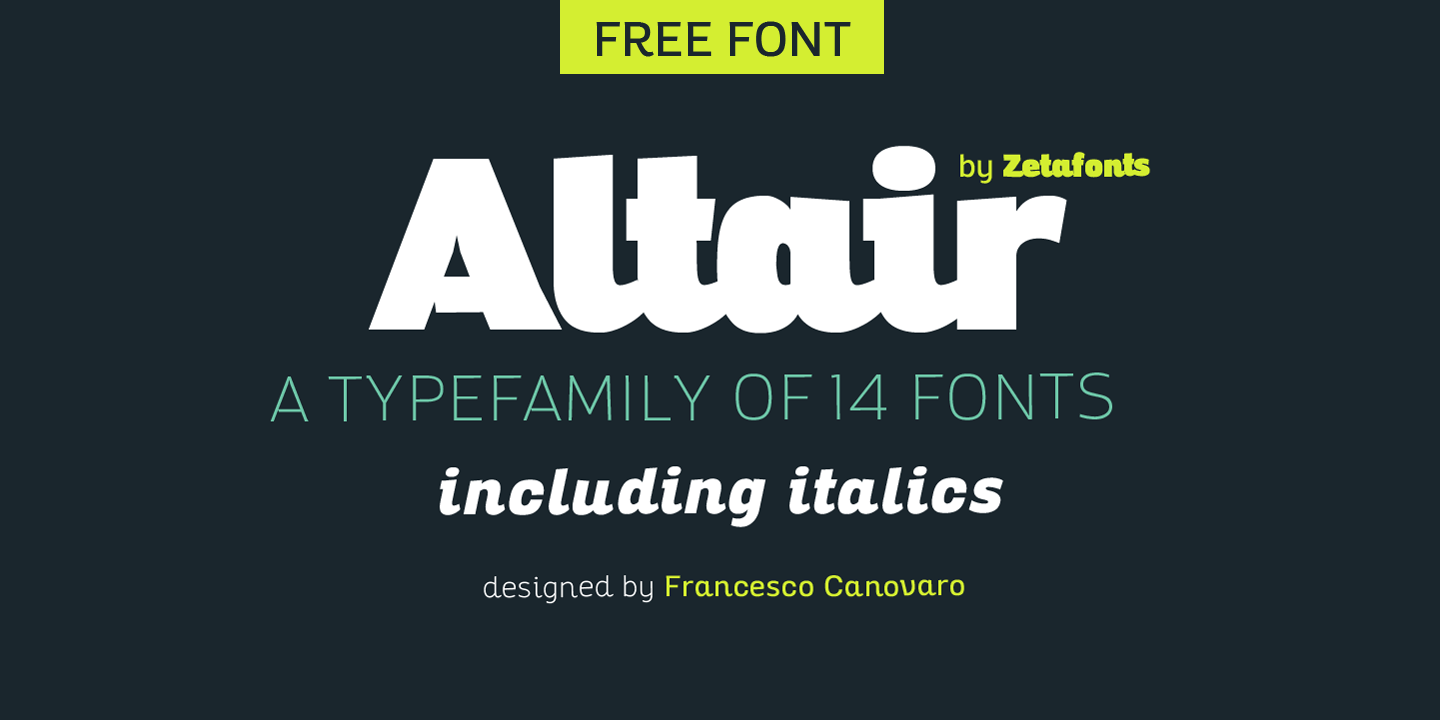 FREE FONT
Altair
by Zetafonts
A TYPEFAMILY OF 14 FONTS
including italics
designed by Francesco Canovaro